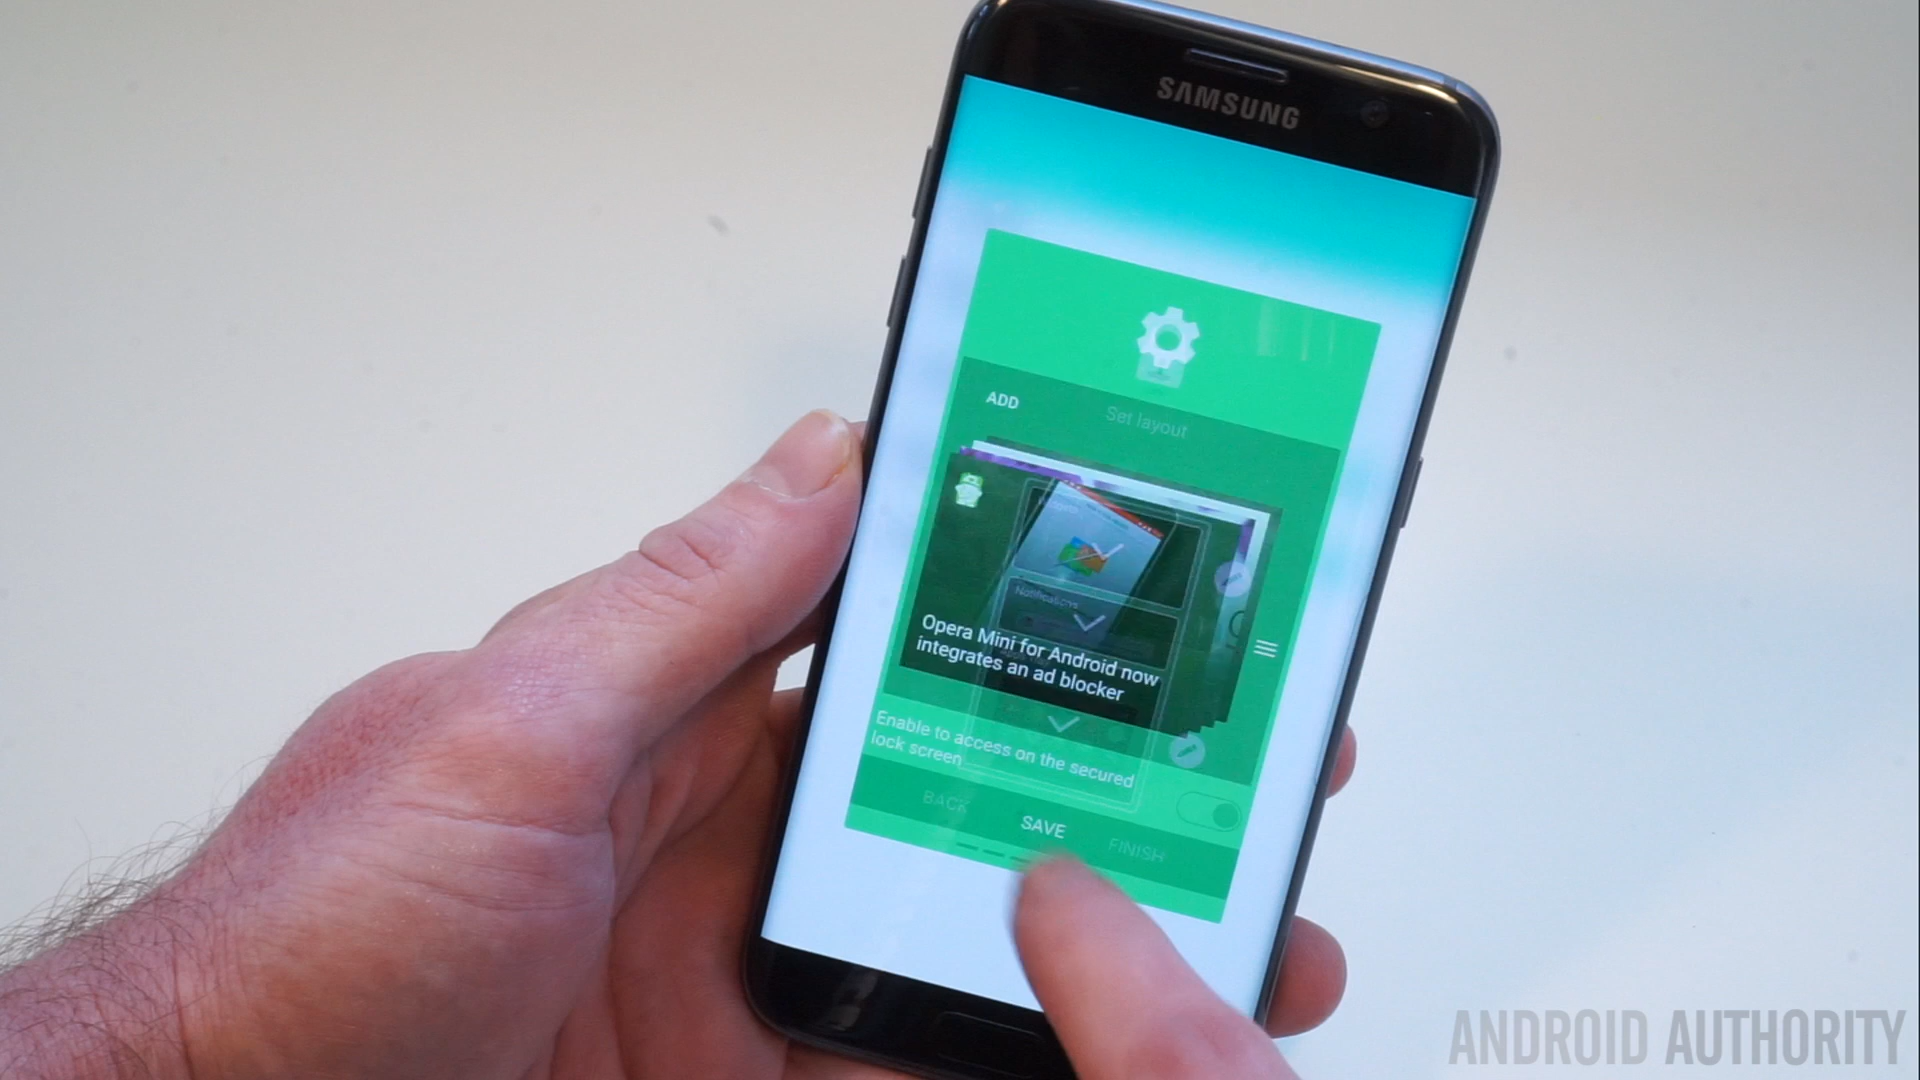 SAMSUNG
ADD
Set layout
Notifications
Opera Mini for Android now
integrates an ad blocker
Enable to access on the secured
lock screen
BACK
SAVE
FINISH
ANDROID AUTHORITY